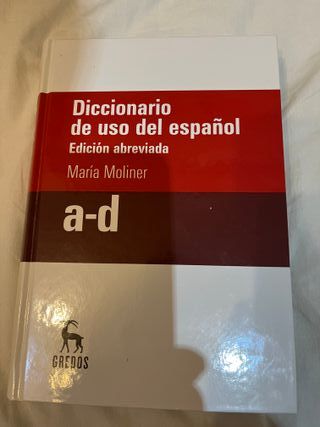 Diccionario
de uso del español
Edición abreviada
María Moliner
a-d
GREDOS